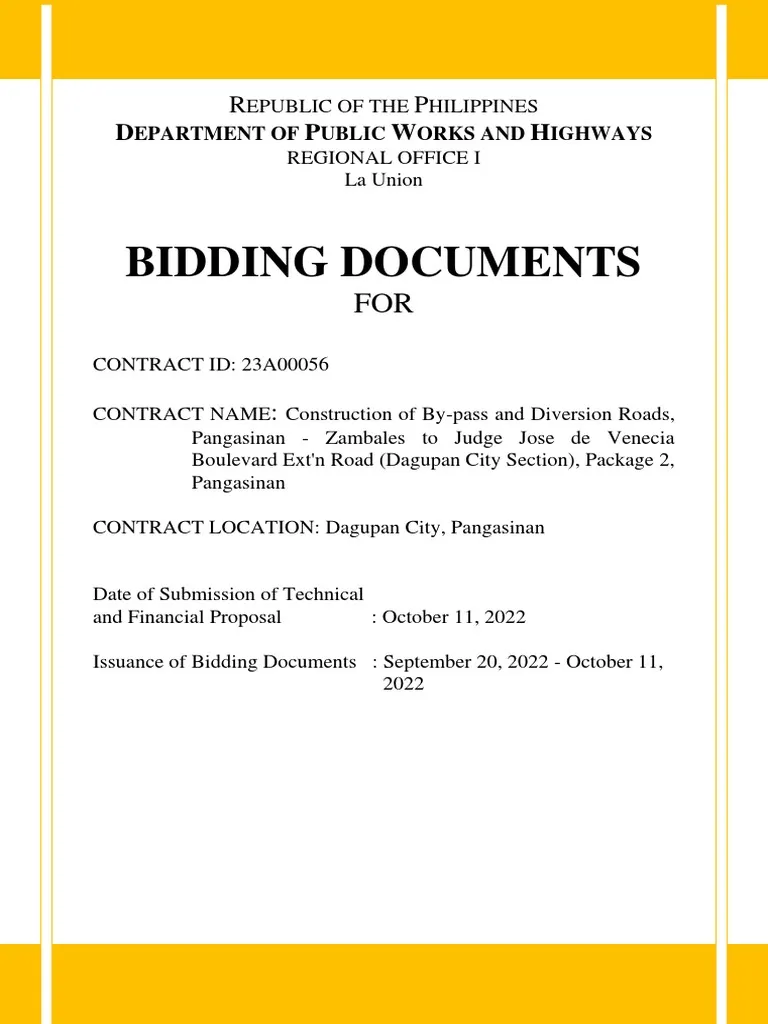 REPUBLIC OF THE PHILIPPINES
DEPARTMENT OF PUBLIC WORKS AND HIGHWAYS
REGIONAL OFFICE I
La Union
BIDDING DOCUMENTS
FOR
CONTRACT ID: 23A00056
CONTRACT NAME: Construction of By-pass and Diversion Roads,
Pangasinan - Zambales to Judge Jose de Venecia
Boulevard Ext'n Road (Dagupan City Section), Package 2,
Pangasinan
CONTRACT LOCATION: Dagupan City, Pangasinan
Date of Submission of Technical
and Financial Proposal : October 11, 2022
Issuance of Bidding Documents : September 20, 2022 - October 11,
2022